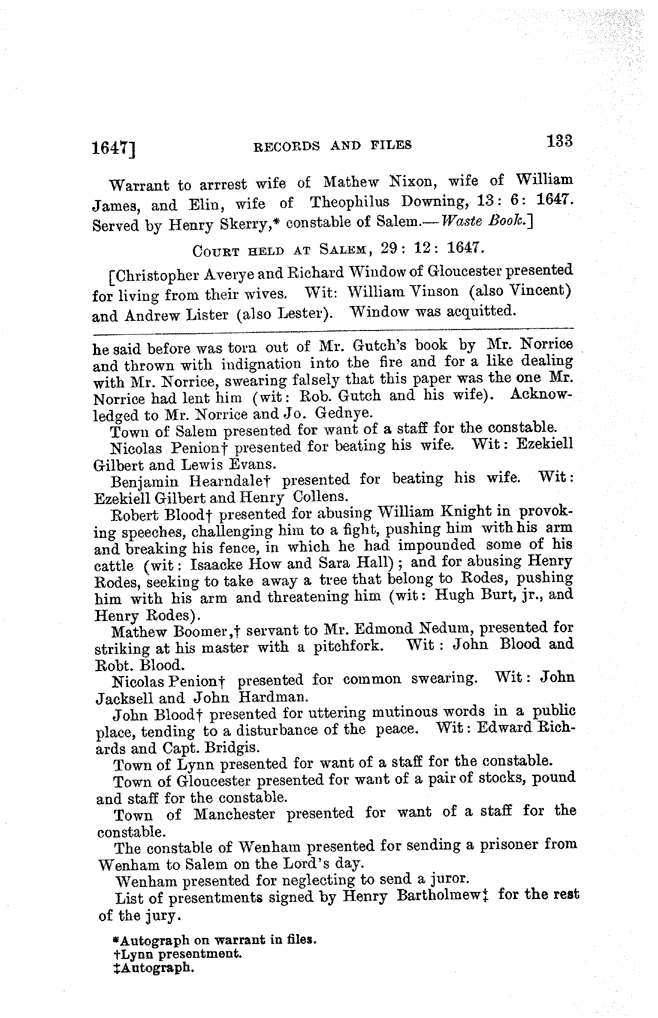 1647] RECORDS AND FILES 133
Warrant to arrrest wife of Mathew Nixon, wife of William
James, and Elin, wife of Theophilus Downing, 13: 6: 1647.
Served by Henry Skerry,* constable of Salem.—Waste Book.]
COURT HELD AT SALEM, 29: 12: 1647.
[Christopher Averye and Richard Window of Gloucester presented
for living from their wives. Wit: William Vinson (also Vincent)
and Andrew Lister (also Lester). Window was acquitted.
he said before was torn out of Mr. Gutch's book by Mr. Norrice
and thrown with indignation into the fire and for a like dealing
with Mr. Norrice, swearing falsely that this paper was the one Mr.
Norrice had lent him (wit: Rob. Gutch and his wife). Acknow-
ledged to Mr. Norrice and Jo. Gednye.
Town of Salem presented for want of a staff for the constable.
Nicolas Penion† presented for beating his wife. Wit: Ezekiell
Gilbert and Lewis Evans.
Benjamin Hearndale† presented for beating his wife. Wit:
Ezekiell Gilbert and Henry Collens.
Robert Blood† presented for abusing William Knight in provok-
ing speeches, challenging him to a fight, pushing him with his arm
and breaking his fence, in which he had impounded some of his
cattle (wit: Isaacke How and Sara Hall); and for abusing Henry
Rodes, seeking to take away a tree that belong to Rodes, pushing
him with his arm and threatening him (wit: Hugh Burt, jr., and
Henry Rodes).
Mathew Boomer,† servant to Mr. Edmond Nedum, presented for
striking at his master with a pitchfork. Wit: John Blood and
Robt. Blood.
Nicolas Penion† presented for common swearing. Wit: John
Jacksell and John Hardman.
John Blood† presented for uttering mutinous words in a public
place, tending to a disturbance of the peace. Wit: Edward Rich-
ards and Capt. Bridgis.
Town of Lynn presented for want of a staff for the constable.
Town of Gloucester presented for want of a pair of stocks, pound
and staff for the constable.
Town of Manchester presented for want of a staff for the
constable.
The constable of Wenham presented for sending a prisoner from
Wenham to Salem on the Lord's day.
Wenham presented for neglecting to send a juror.
List of presentments signed by Henry Bartholmew‡ for the rest
of the jury.
*Autograph on warrant in files.
†Lynn presentment.
‡Autograph.